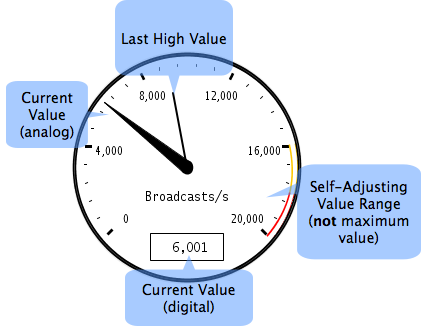 Last High Value
8,000
12,000
Current
Value
(analog)
4,000
16,000
Self-Adjusting
Value Range
(not maximum
value)
Broadcasts/s
0
20,000
6,001
Current Value
(digital)